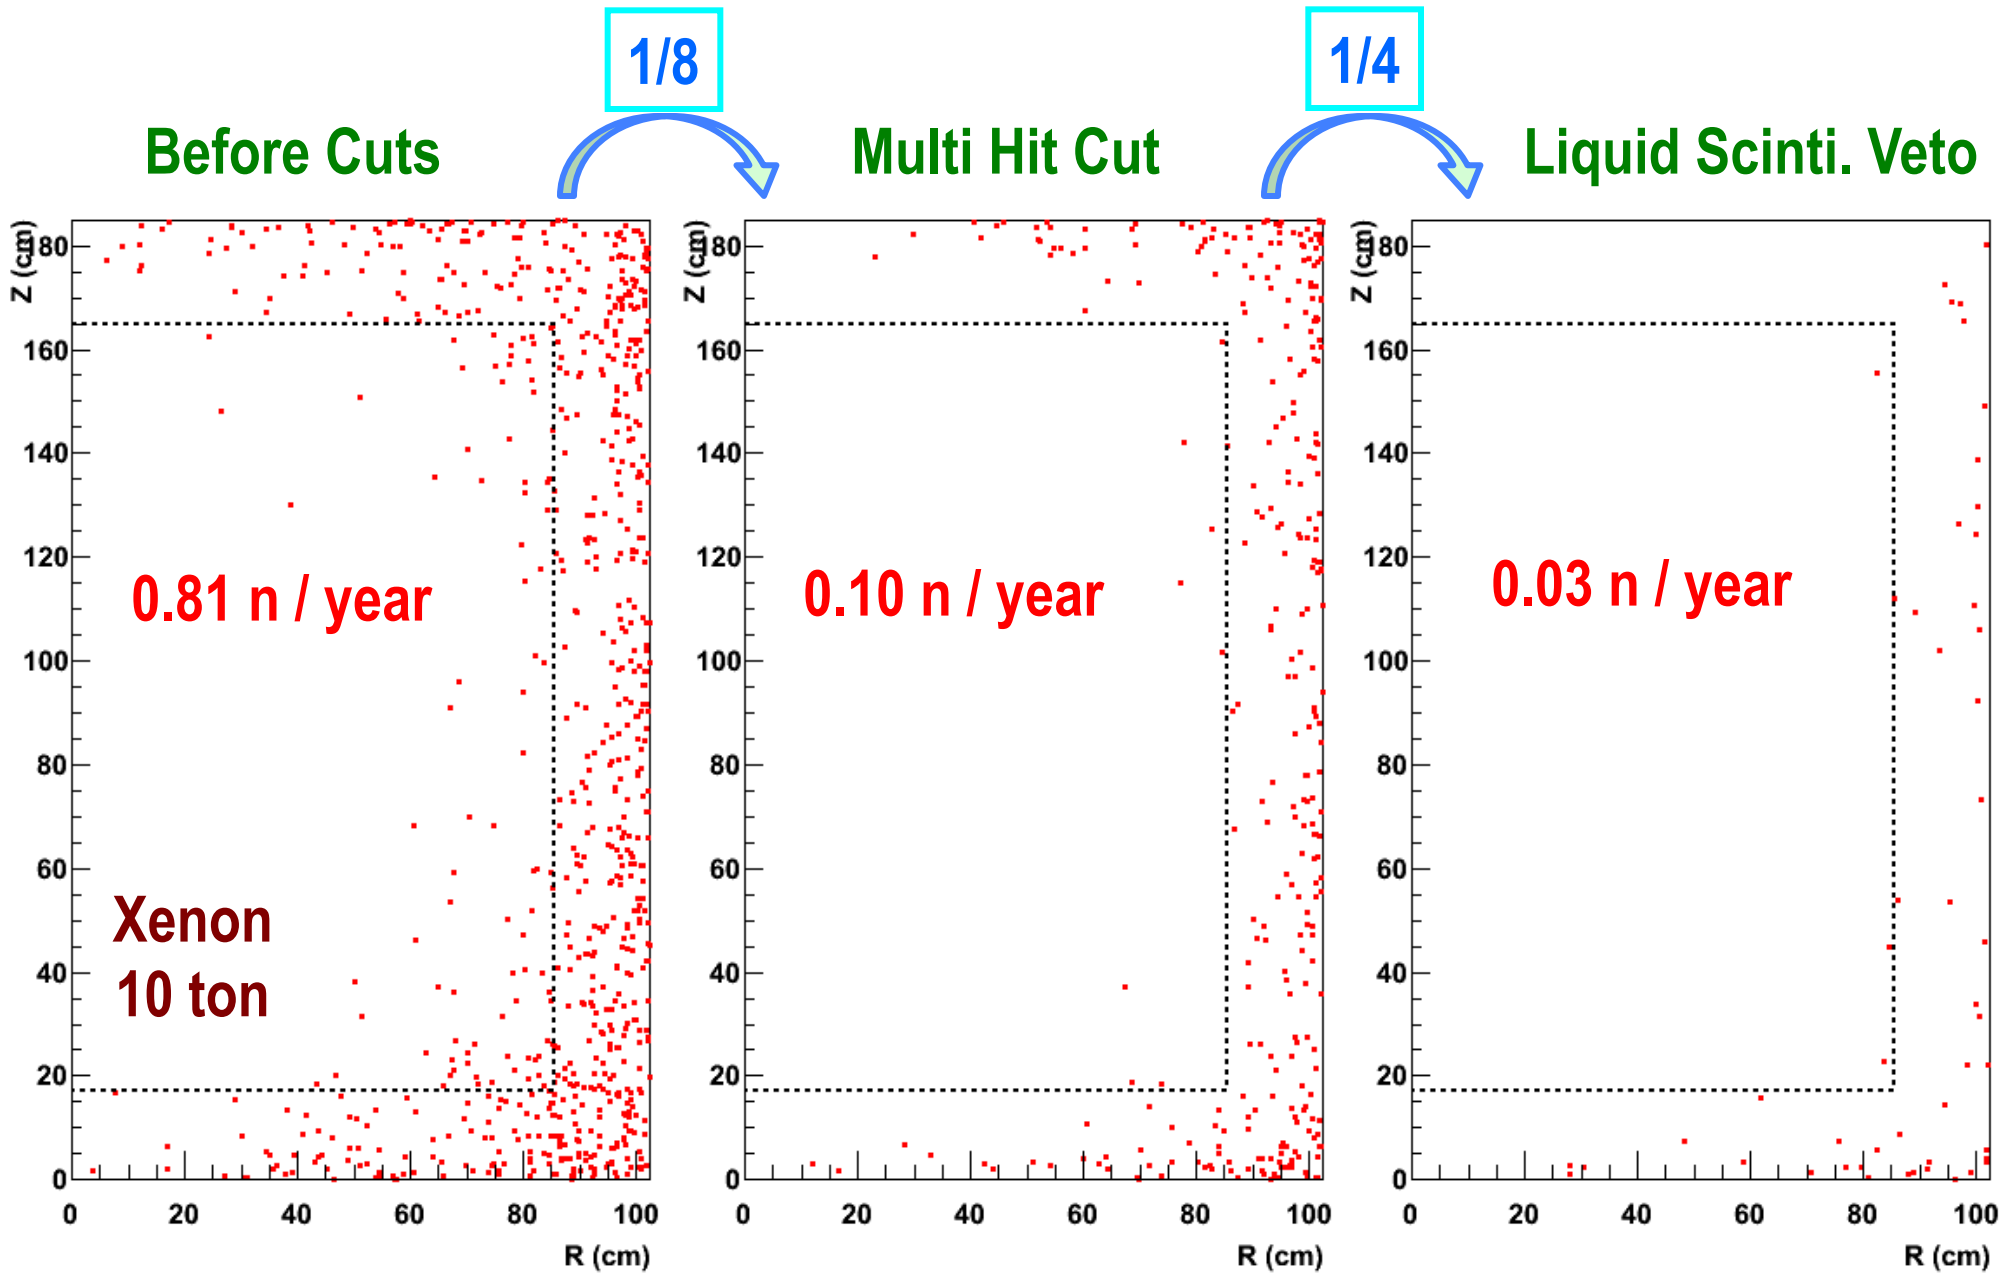 1/8
1/4
Before Cuts
Multi Hit Cut
Liquid Scinti. Veto
Z (cm)
180
160
140
120
100
80
60
40
20
0
0 20 40 60 80 100
R (cm)
0.81 n / year
Xenon
10 ton
Z (cm)
180
160
140
120
100
80
60
40
20
0
0 20 40 60 80 100
R (cm)
0.10 n / year
Z (cm)
180
160
140
120
100
80
60
40
20
0
0 20 40 60 80 100
R (cm)
0.03 n / year